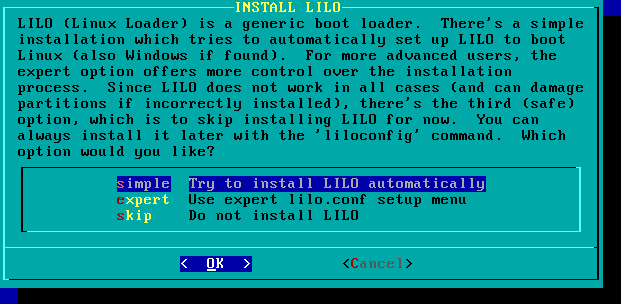 INSTALL LILO
LILO (Linux Loader) is a generic boot loader.  There's a simple
installation which tries to automatically set up LILO to boot
Linux (also Windows if found).  For more advanced users, the
expert option offers more control over the installation
process.  Since LILO does not work in all cases (and can damage
partitions if incorrectly installed), there's the third (safe)
option, which is to skip installing LILO for now.  You can
always install it later with the 'liloconfig' command.  Which
option would you like?
simple  Try to install LILO automatically
expert  Use expert lilo.conf setup menu
skip    Do not install LILO
<  OK  > <Cancel>